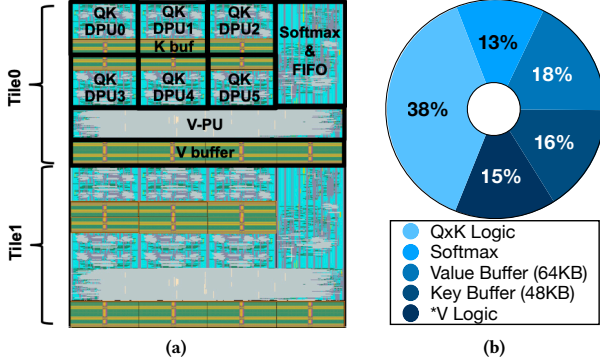 Tile0
Tile1
QK DPU0
QK DPU1
QK DPU2
K buf
QK DPU3
QK DPU4
QK DPU5
Softmax & FIFO
V-PU
V buffer
(a)
13%
18%
38%
16%
15%
QxK Logic
Softmax
Value Buffer (64KB)
Key Buffer (48KB)
*V Logic
(b)